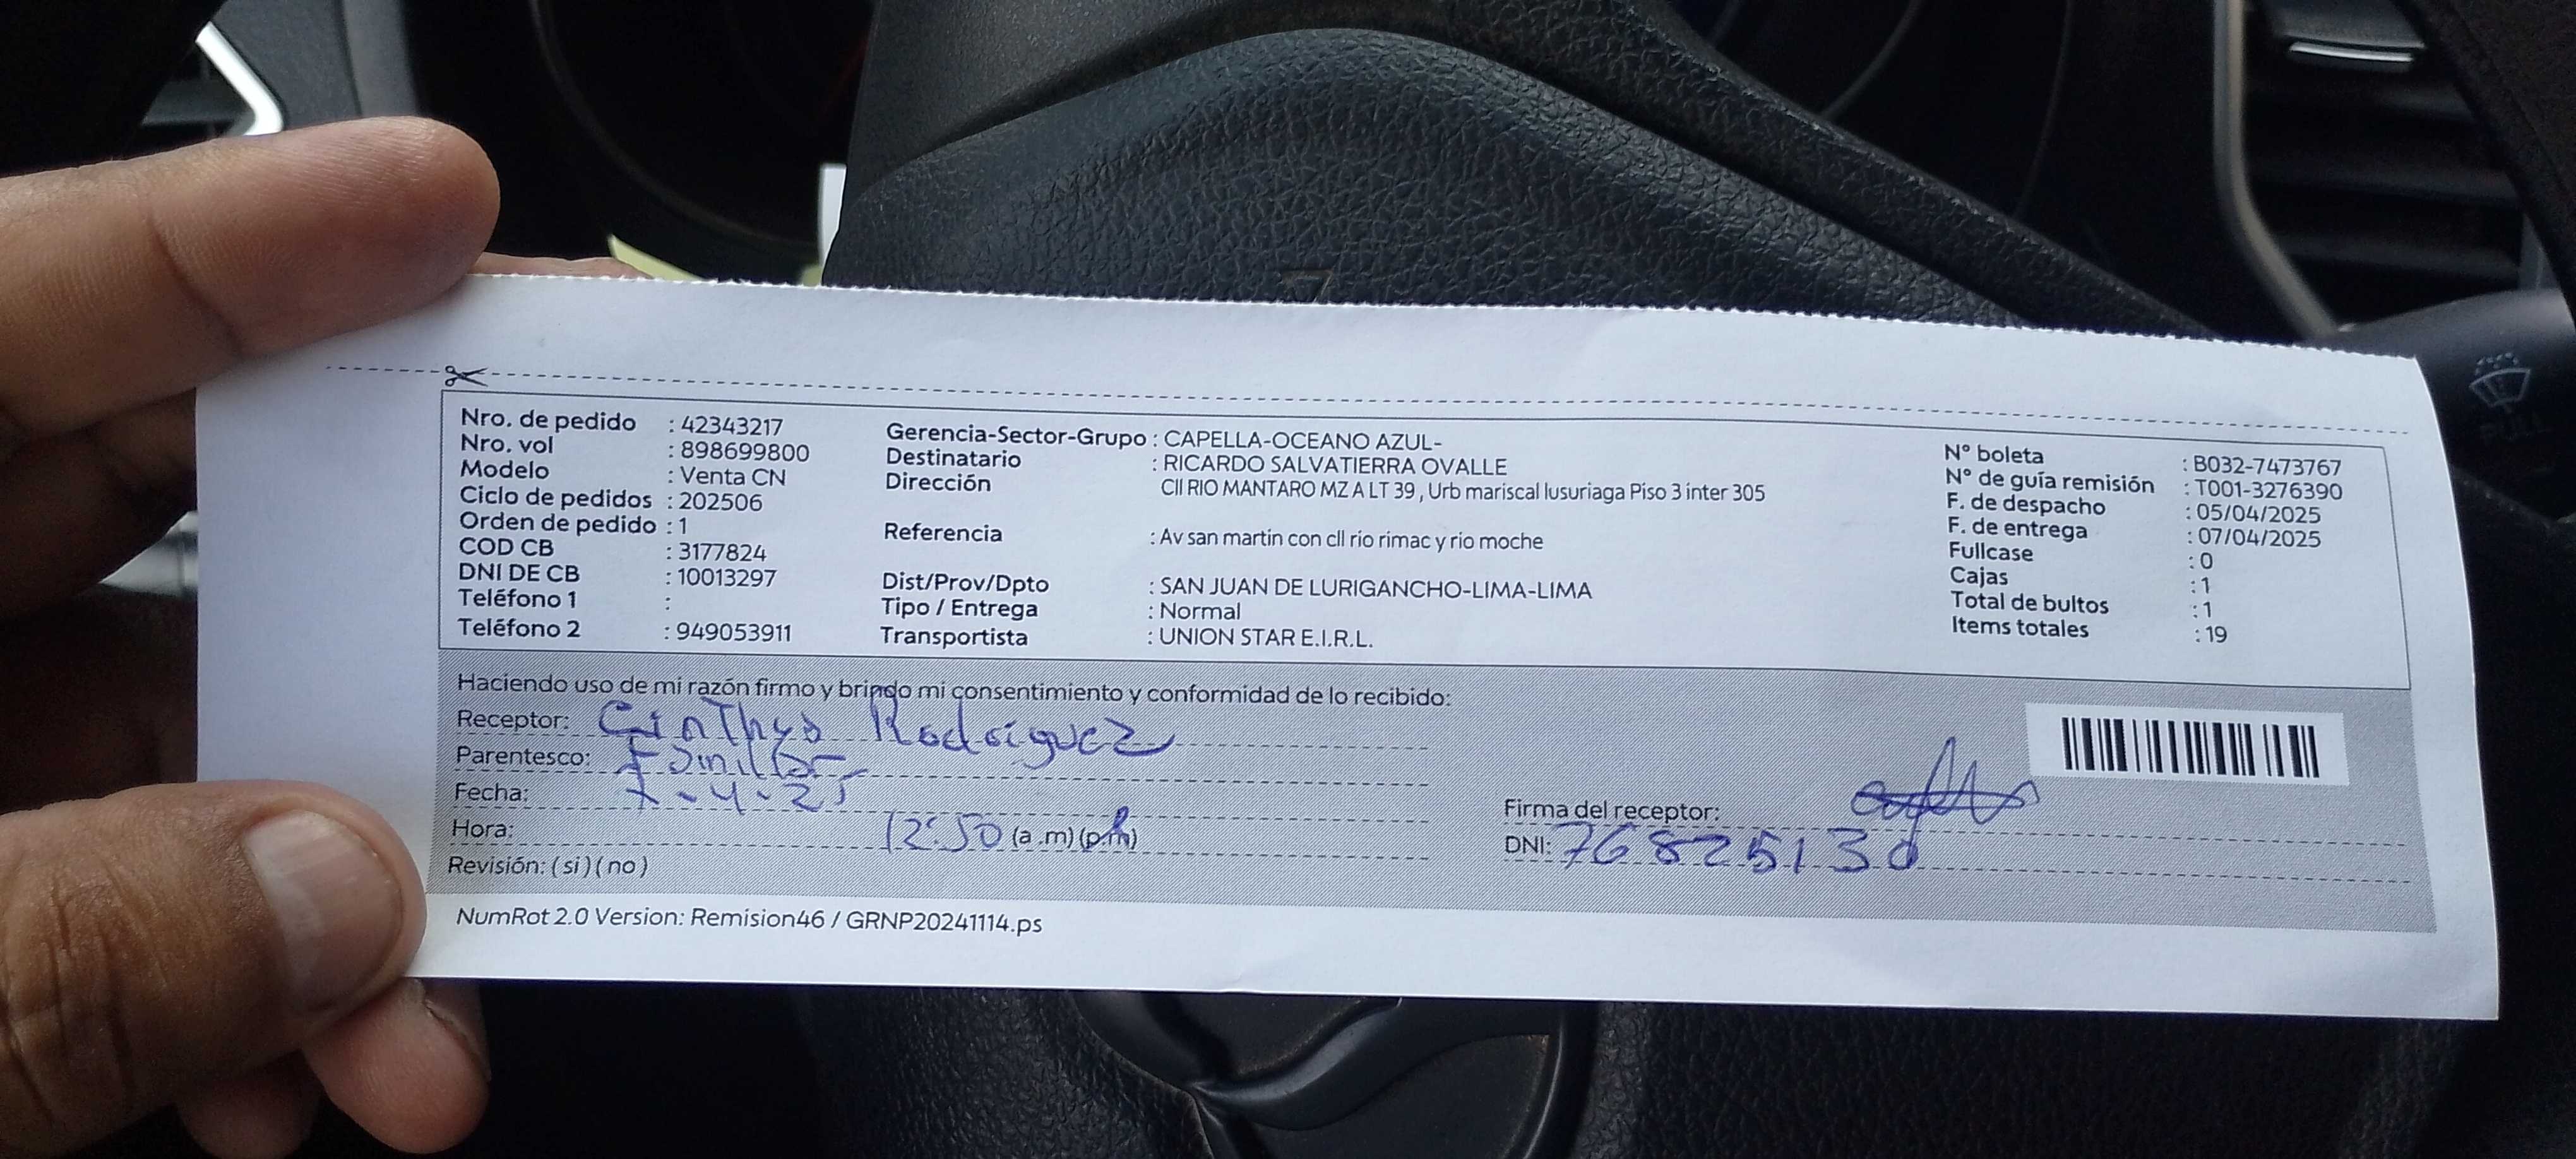 Nro. de pedido : 42343217
Nro. vol : 898699800
Modelo : Venta CN
Ciclo de pedidos : 202506
Orden de pedido : 1
COD CB : 3177824
DNI DE CB : 10013297
Teléfono 1 :
Teléfono 2 : 949053911
Gerencia-Sector-Grupo : CAPELLA-OCEANO AZUL-
Destinatario : RICARDO SALVATIERRA OVALLE
Dirección Cll RIO MANTARO MZ A LT 39 , Urb mariscal lusuriaga Piso 3 inter 305
Referencia : Av san martin con cll rio rimac y rio moche
Dist/Prov/Dpto : SAN JUAN DE LURIGANCHO-LIMA-LIMA
Tipo / Entrega : Normal
Transportista : UNION STAR E.I.R.L.
N° boleta : B032-7473767
N° de guía remisión : T001-3276390
F. de despacho : 05/04/2025
F. de entrega : 07/04/2025
Fullcase : 0
Cajas : 1
Total de bultos : 1
Items totales : 19
Haciendo uso de mi razón firmo y brindo mi consentimiento y conformidad de lo recibido:
Receptor: Cinthya Rodriguez
Parentesco: Familiar
Fecha: 7-4-25
Hora: 12:50 (a .m) (p.m)
Revisión: ( si ) ( no )
Firma del receptor:
DNI: 76825130
NumRot 2.0 Version: Remision46 / GRNP20241114.ps
PULL